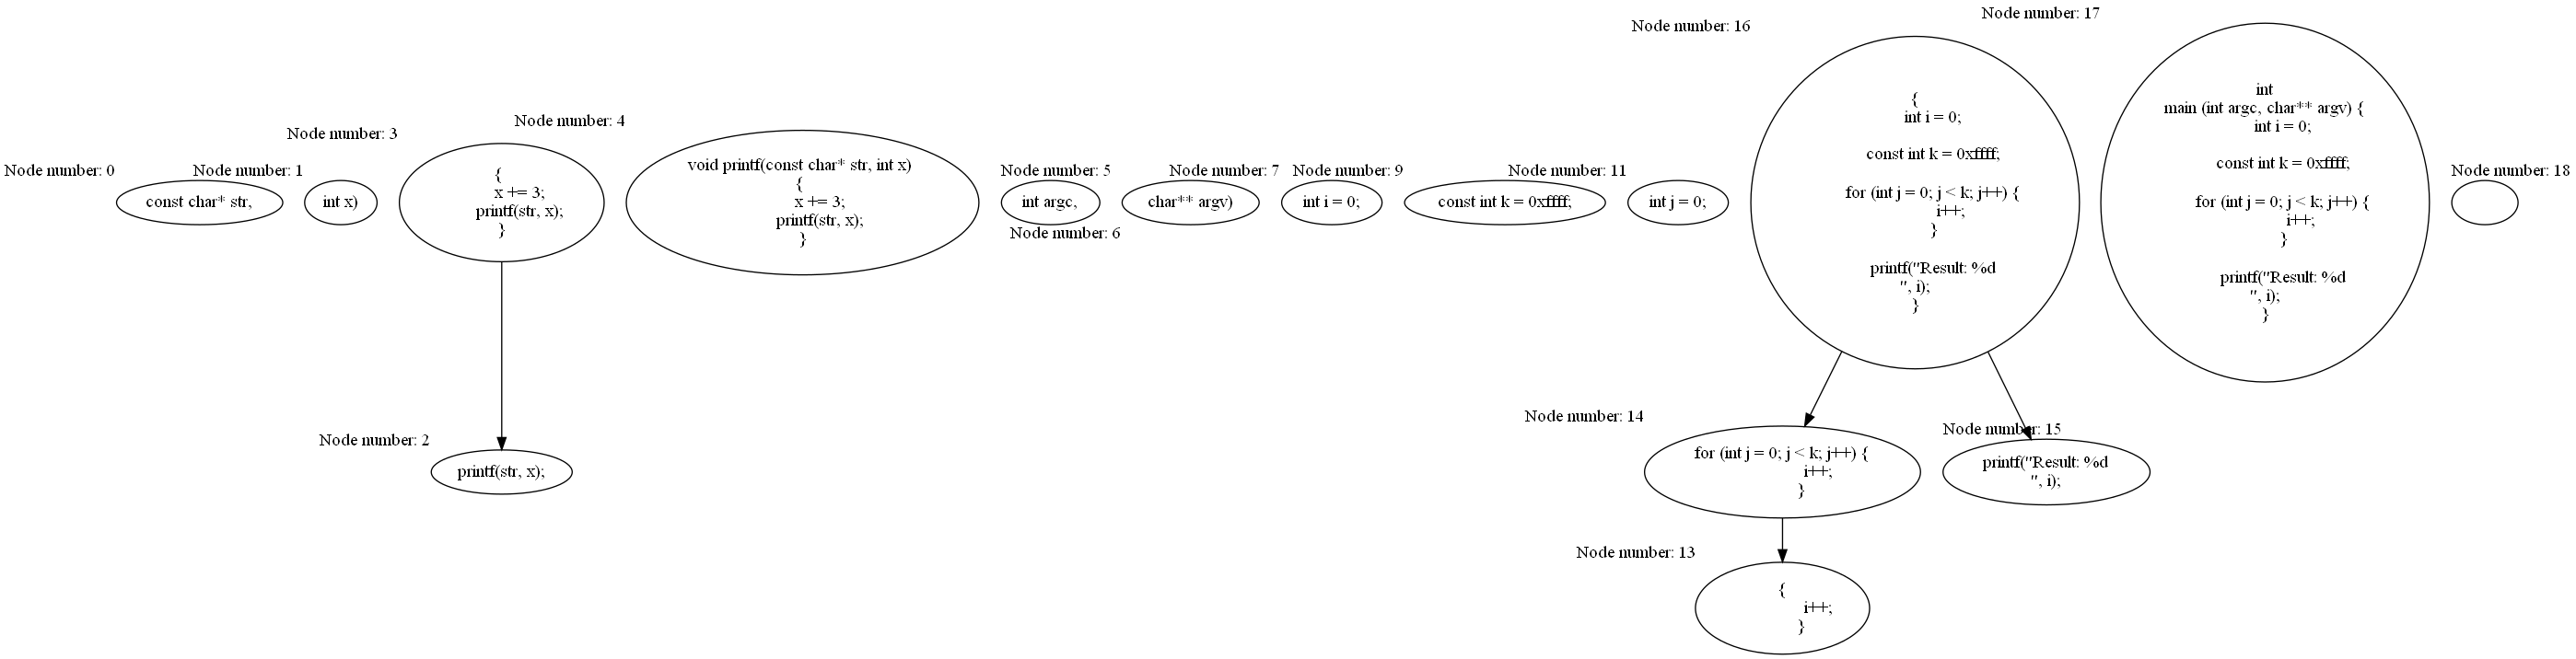 Node number: 0
const char* str,
Node number: 1
int x)
Node number: 3
{
x += 3;
printf(str, x);
}
Node number: 4
void printf(const char* str, int x)
{
x += 3;
printf(str, x);
}
Node number: 5
int argc,
Node number: 6
char** argv)
Node number: 7
int i = 0;
Node number: 9
const int k = 0xffff;
Node number: 11
int j = 0;
Node number: 16
{
int i = 0;
const int k = 0xffff;
for (int j = 0; j < k; j++) {
i++;
}
printf("Result: %d
", i);
}
Node number: 17
int
main (int argc, char** argv) {
int i = 0;
const int k = 0xffff;
for (int j = 0; j < k; j++) {
i++;
}
printf("Result: %d
", i);
}
Node number: 18
Node number: 2
printf(str, x);
Node number: 14
for (int j = 0; j < k; j++) {
i++;
}
Node number: 15
printf("Result: %d
", i);
Node number: 13
{
i++;
}